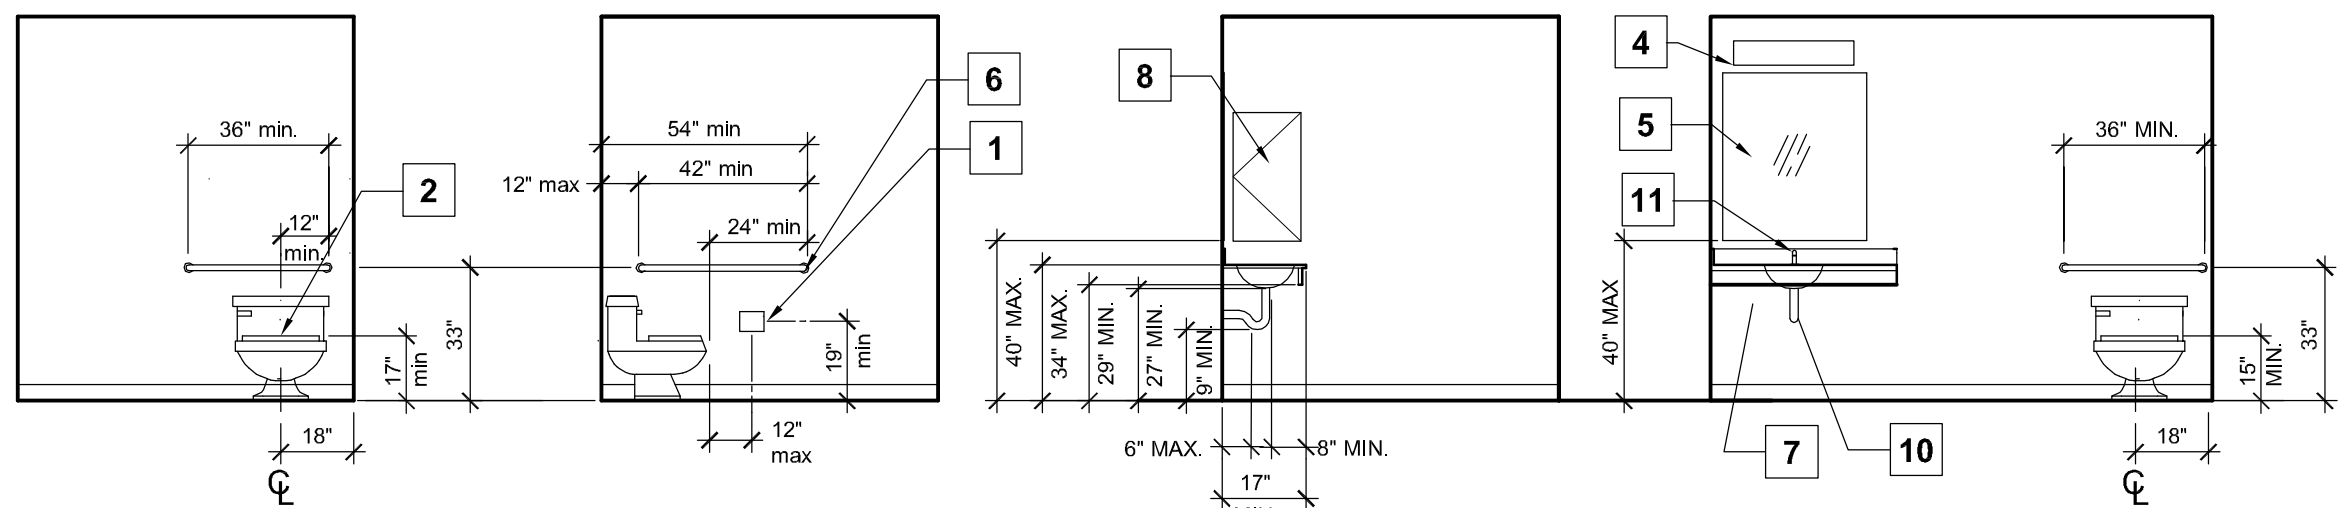 36" min.
12"
min.
2
17"
min
33"
18"
CL
54" min
42" min
12" max
24" min
6
1
19"
min
12"
max
8
40" MAX.
34" MAX.
29" MIN.
27" MIN.
9" MIN.
6" MAX.
8" MIN.
17"
4
5
11
40" MAX
7
10
36" MIN.
15"
MIN.
33"
18"
CL